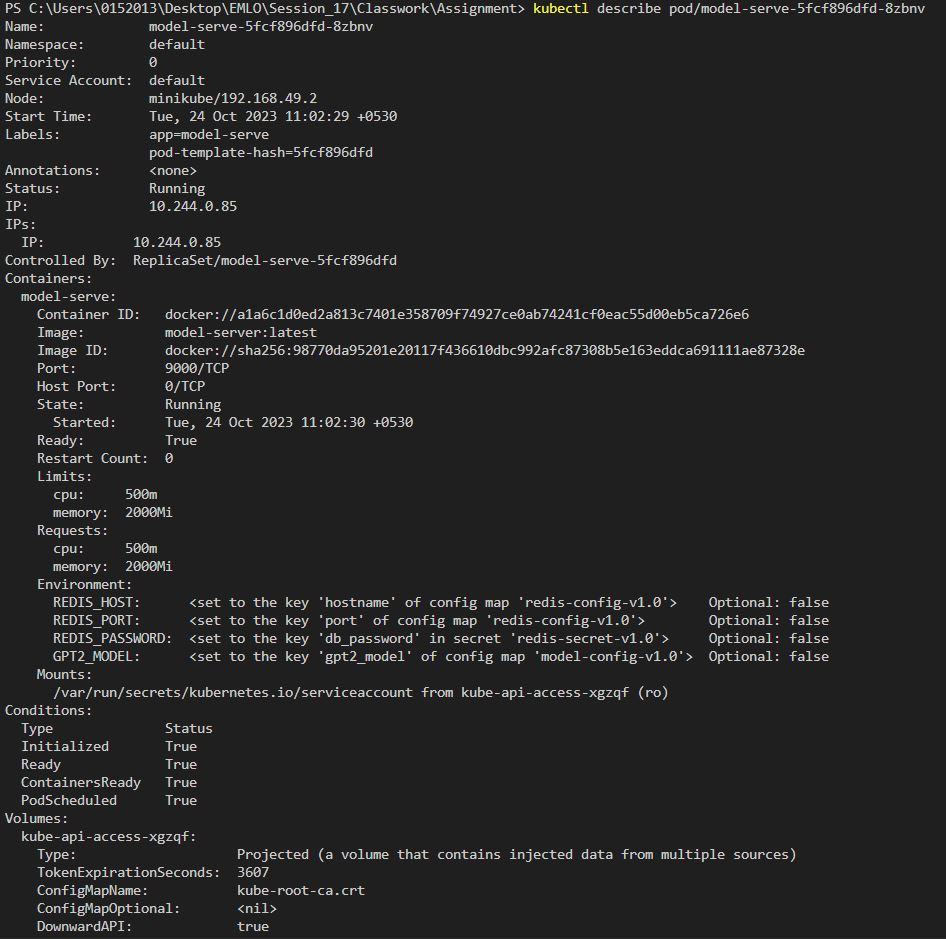 PS C:\Users\0152013\Desktop\EMLO\Session_17\Classwork\Assignment> kubectl describe pod/model-serve-5fcf896dfd-8zbnv
Name:             model-serve-5fcf896dfd-8zbnv
Namespace:        default
Priority:         0
Service Account:  default
Node:             minikube/192.168.49.2
Start Time:       Tue, 24 Oct 2023 11:02:29 +0530
Labels:           app=model-serve
                  pod-template-hash=5fcf896dfd
Annotations:      <none>
Status:           Running
IP:               10.244.0.85
IPs:
  IP:           10.244.0.85
Controlled By:  ReplicaSet/model-serve-5fcf896dfd
Containers:
  model-serve:
    Container ID:   docker://a1a6c1d0ed2a813c7401e358709f74927ce0ab74241cf0eac55d00eb5ca726e6
    Image:          model-server:latest
    Image ID:       docker://sha256:98770da95201e20117f436610dbc992afc87308b5e163eddca691111ae87328e
    Port:           9000/TCP
    Host Port:      0/TCP
    State:          Running
      Started:      Tue, 24 Oct 2023 11:02:30 +0530
    Ready:          True
    Restart Count:  0
    Limits:
      cpu:     500m
      memory:  2000Mi
    Requests:
      cpu:     500m
      memory:  2000Mi
    Environment:
      REDIS_HOST:      <set to the key 'hostname' of config map 'redis-config-v1.0'>    Optional: false
      REDIS_PORT:      <set to the key 'port' of config map 'redis-config-v1.0'>        Optional: false
      REDIS_PASSWORD:  <set to the key 'db_password' in secret 'redis-secret-v1.0'>     Optional: false
      GPT2_MODEL:      <set to the key 'gpt2_model' of config map 'model-config-v1.0'>  Optional: false
    Mounts:
      /var/run/secrets/kubernetes.io/serviceaccount from kube-api-access-xgzqf (ro)
Conditions:
  Type              Status
  Initialized       True
  Ready             True
  ContainersReady   True
  PodScheduled      True
Volumes:
  kube-api-access-xgzqf:
    Type:                    Projected (a volume that contains injected data from multiple sources)
    TokenExpirationSeconds:  3607
    ConfigMapName:           kube-root-ca.crt
    ConfigMapOptional:       <nil>
    DownwardAPI:             true